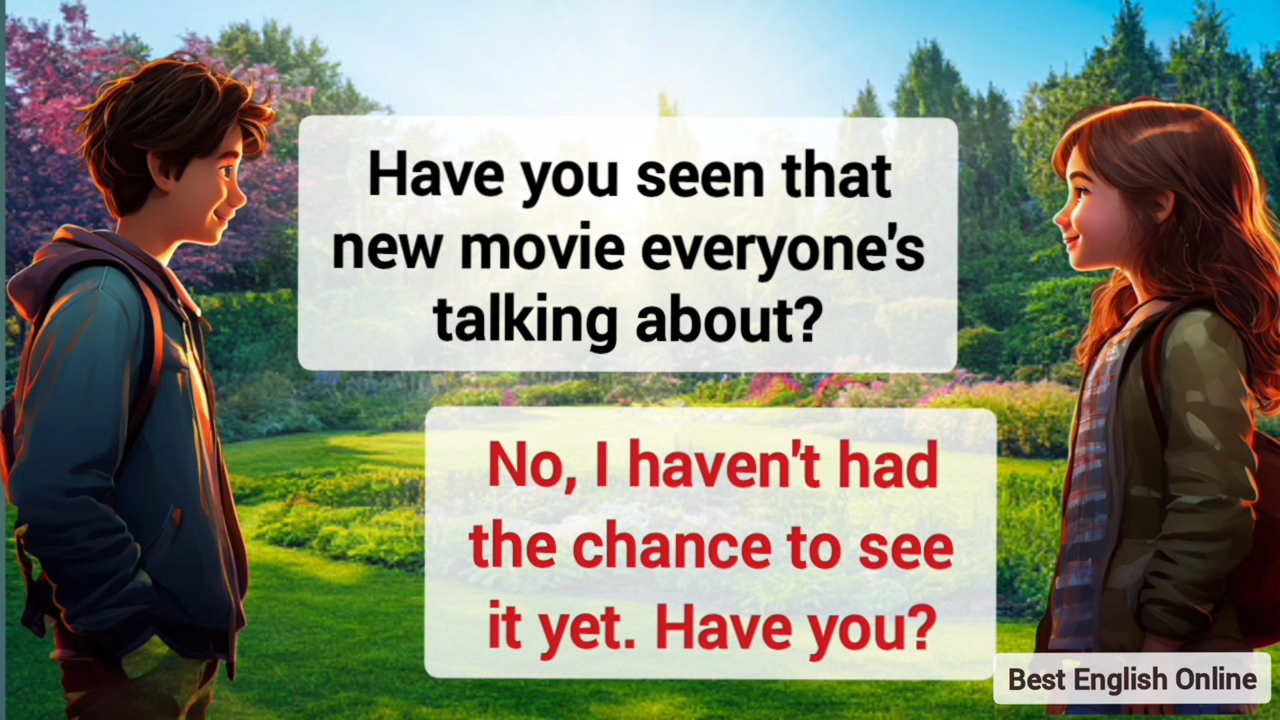 Have you seen that
new movie everyone's
talking about?
No, I haven't had
the chance to see
it yet. Have you?
Best English Online